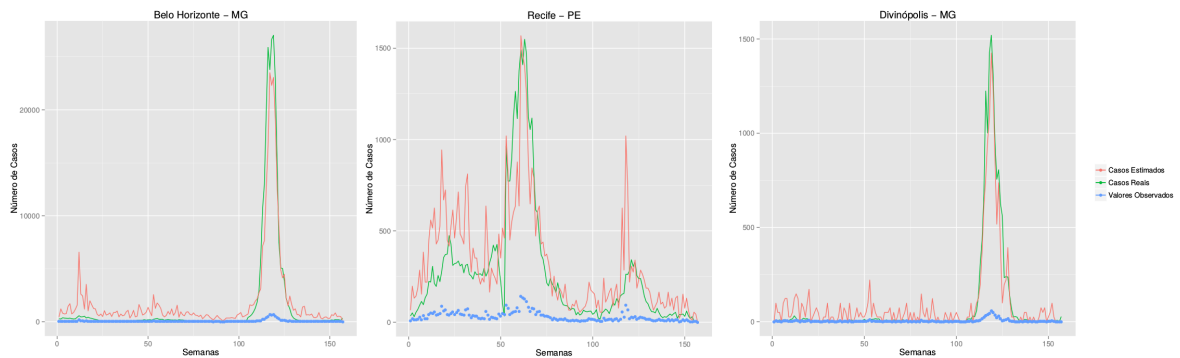 Belo Horizonte – MG
Número de Casos
20000
10000
0
0
50
100
150
Semanas
Recife – PE
Número de Casos
1500
1000
500
0
0
50
100
150
Semanas
Divinópolis – MG
Número de Casos
1500
1000
500
0
0
50
100
150
Semanas
Casos Estimados
Casos Reais
Valores Observados